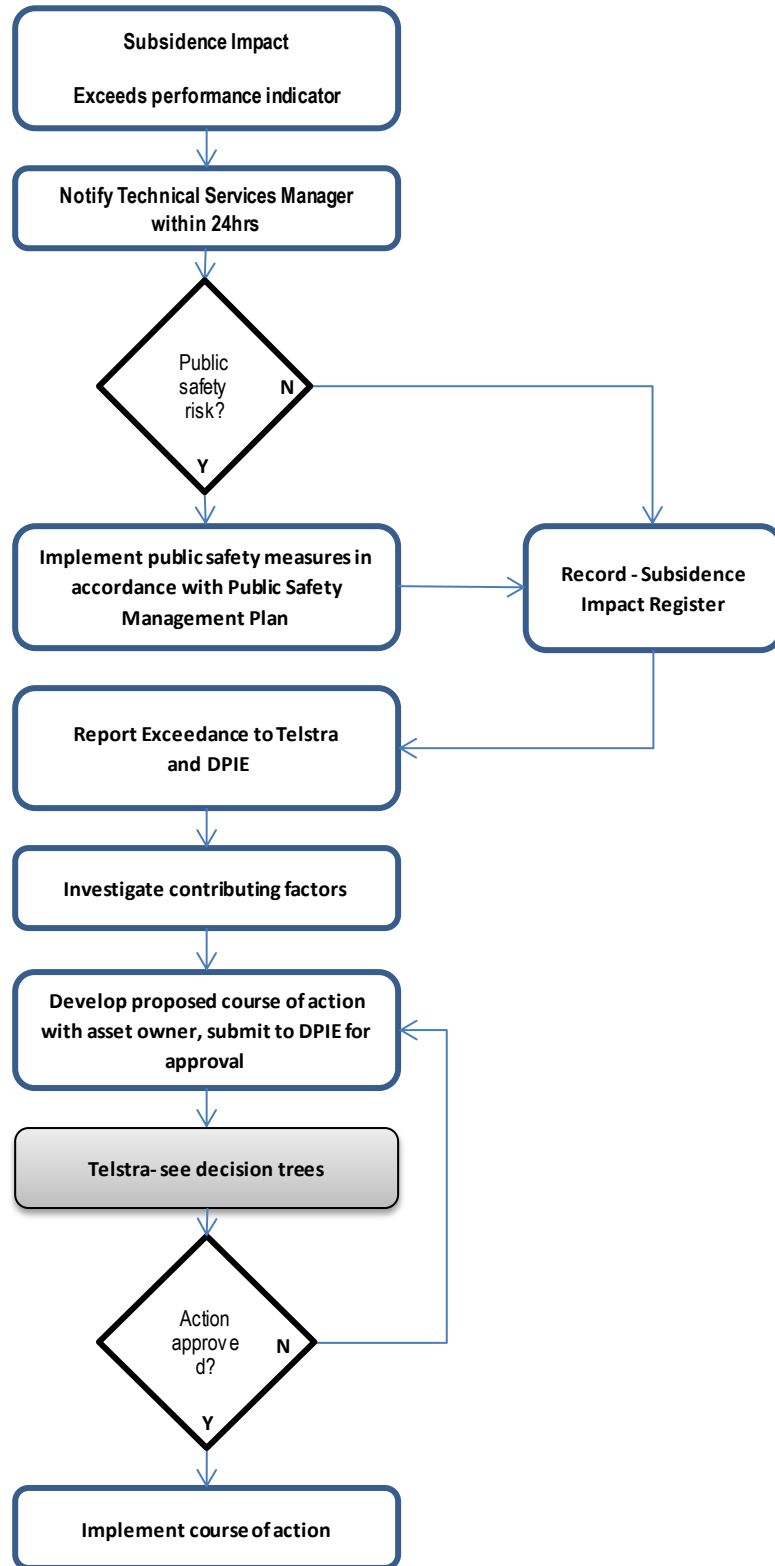 Subsidence Impact
Exceeds performance indicator
Notify Technical Services Manager
within 24hrs
Public
safety
risk?
N
Y
Implement public safety measures in
accordance with Public Safety
Management Plan
Record - Subsidence
Impact Register
Report Exceedance to Telstra
and DPIE
Investigate contributing factors
Develop proposed course of action
with asset owner, submit to DPIE for
approval
Telstra- see decision trees
Action
approve
d?
N
Y
Implement course of action